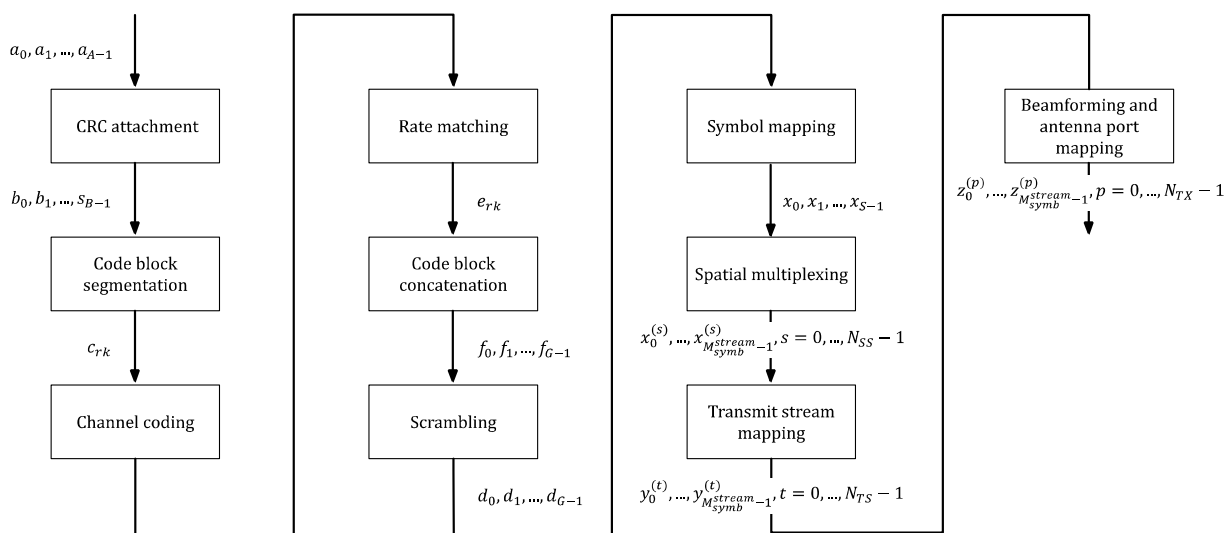 a_0, a_1, ..., a_{A-1}
CRC attachment
b_0, b_1, ..., s_{B-1}
Code block
segmentation
c_{rk}
Channel coding
Rate matching
e_{rk}
Code block
concatenation
f_0, f_1, ..., f_{G-1}
Scrambling
d_0, d_1, ..., d_{G-1}
Symbol mapping
x_0, x_1, ..., x_{S-1}
Spatial multiplexing
x_0^{(s)}, ..., x_{M_{symb}^{stream}-1}^{(s)}, s = 0, ..., N_{SS} - 1
Transmit stream
mapping
y_0^{(t)}, ..., y_{M_{symb}^{stream}-1}^{(t)}, t = 0, ..., N_{TS} - 1
Beamforming and
antenna port
mapping
z_0^{(p)}, ..., z_{M_{symb}^{stream}-1}^{(p)}, p = 0, ..., N_{TX} - 1